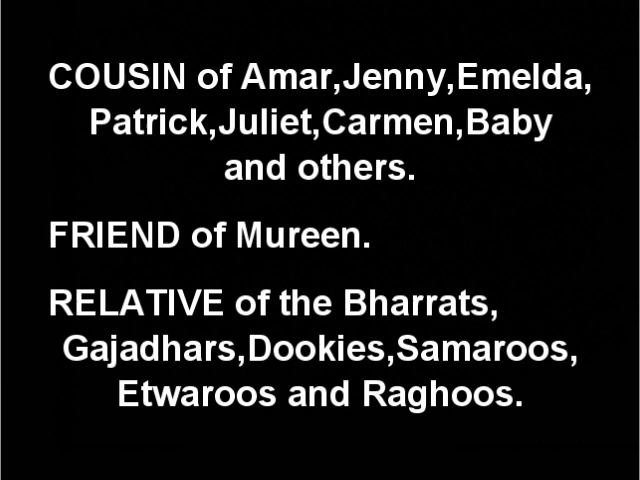 COUSIN of Amar,Jenny,Emelda,
Patrick,Juliet,Carmen,Baby
and others.
FRIEND of Mureen.
RELATIVE of the Bharrats,
Gajadhars,Dookies,Samaroos,
Etwaroos and Raghoos.